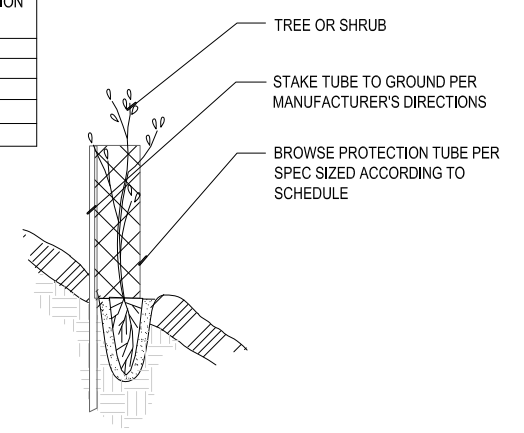 TREE OR SHRUB
STAKE TUBE TO GROUND PER
MANUFACTURER'S DIRECTIONS
BROWSE PROTECTION TUBE PER
SPEC SIZED ACCORDING TO
SCHEDULE